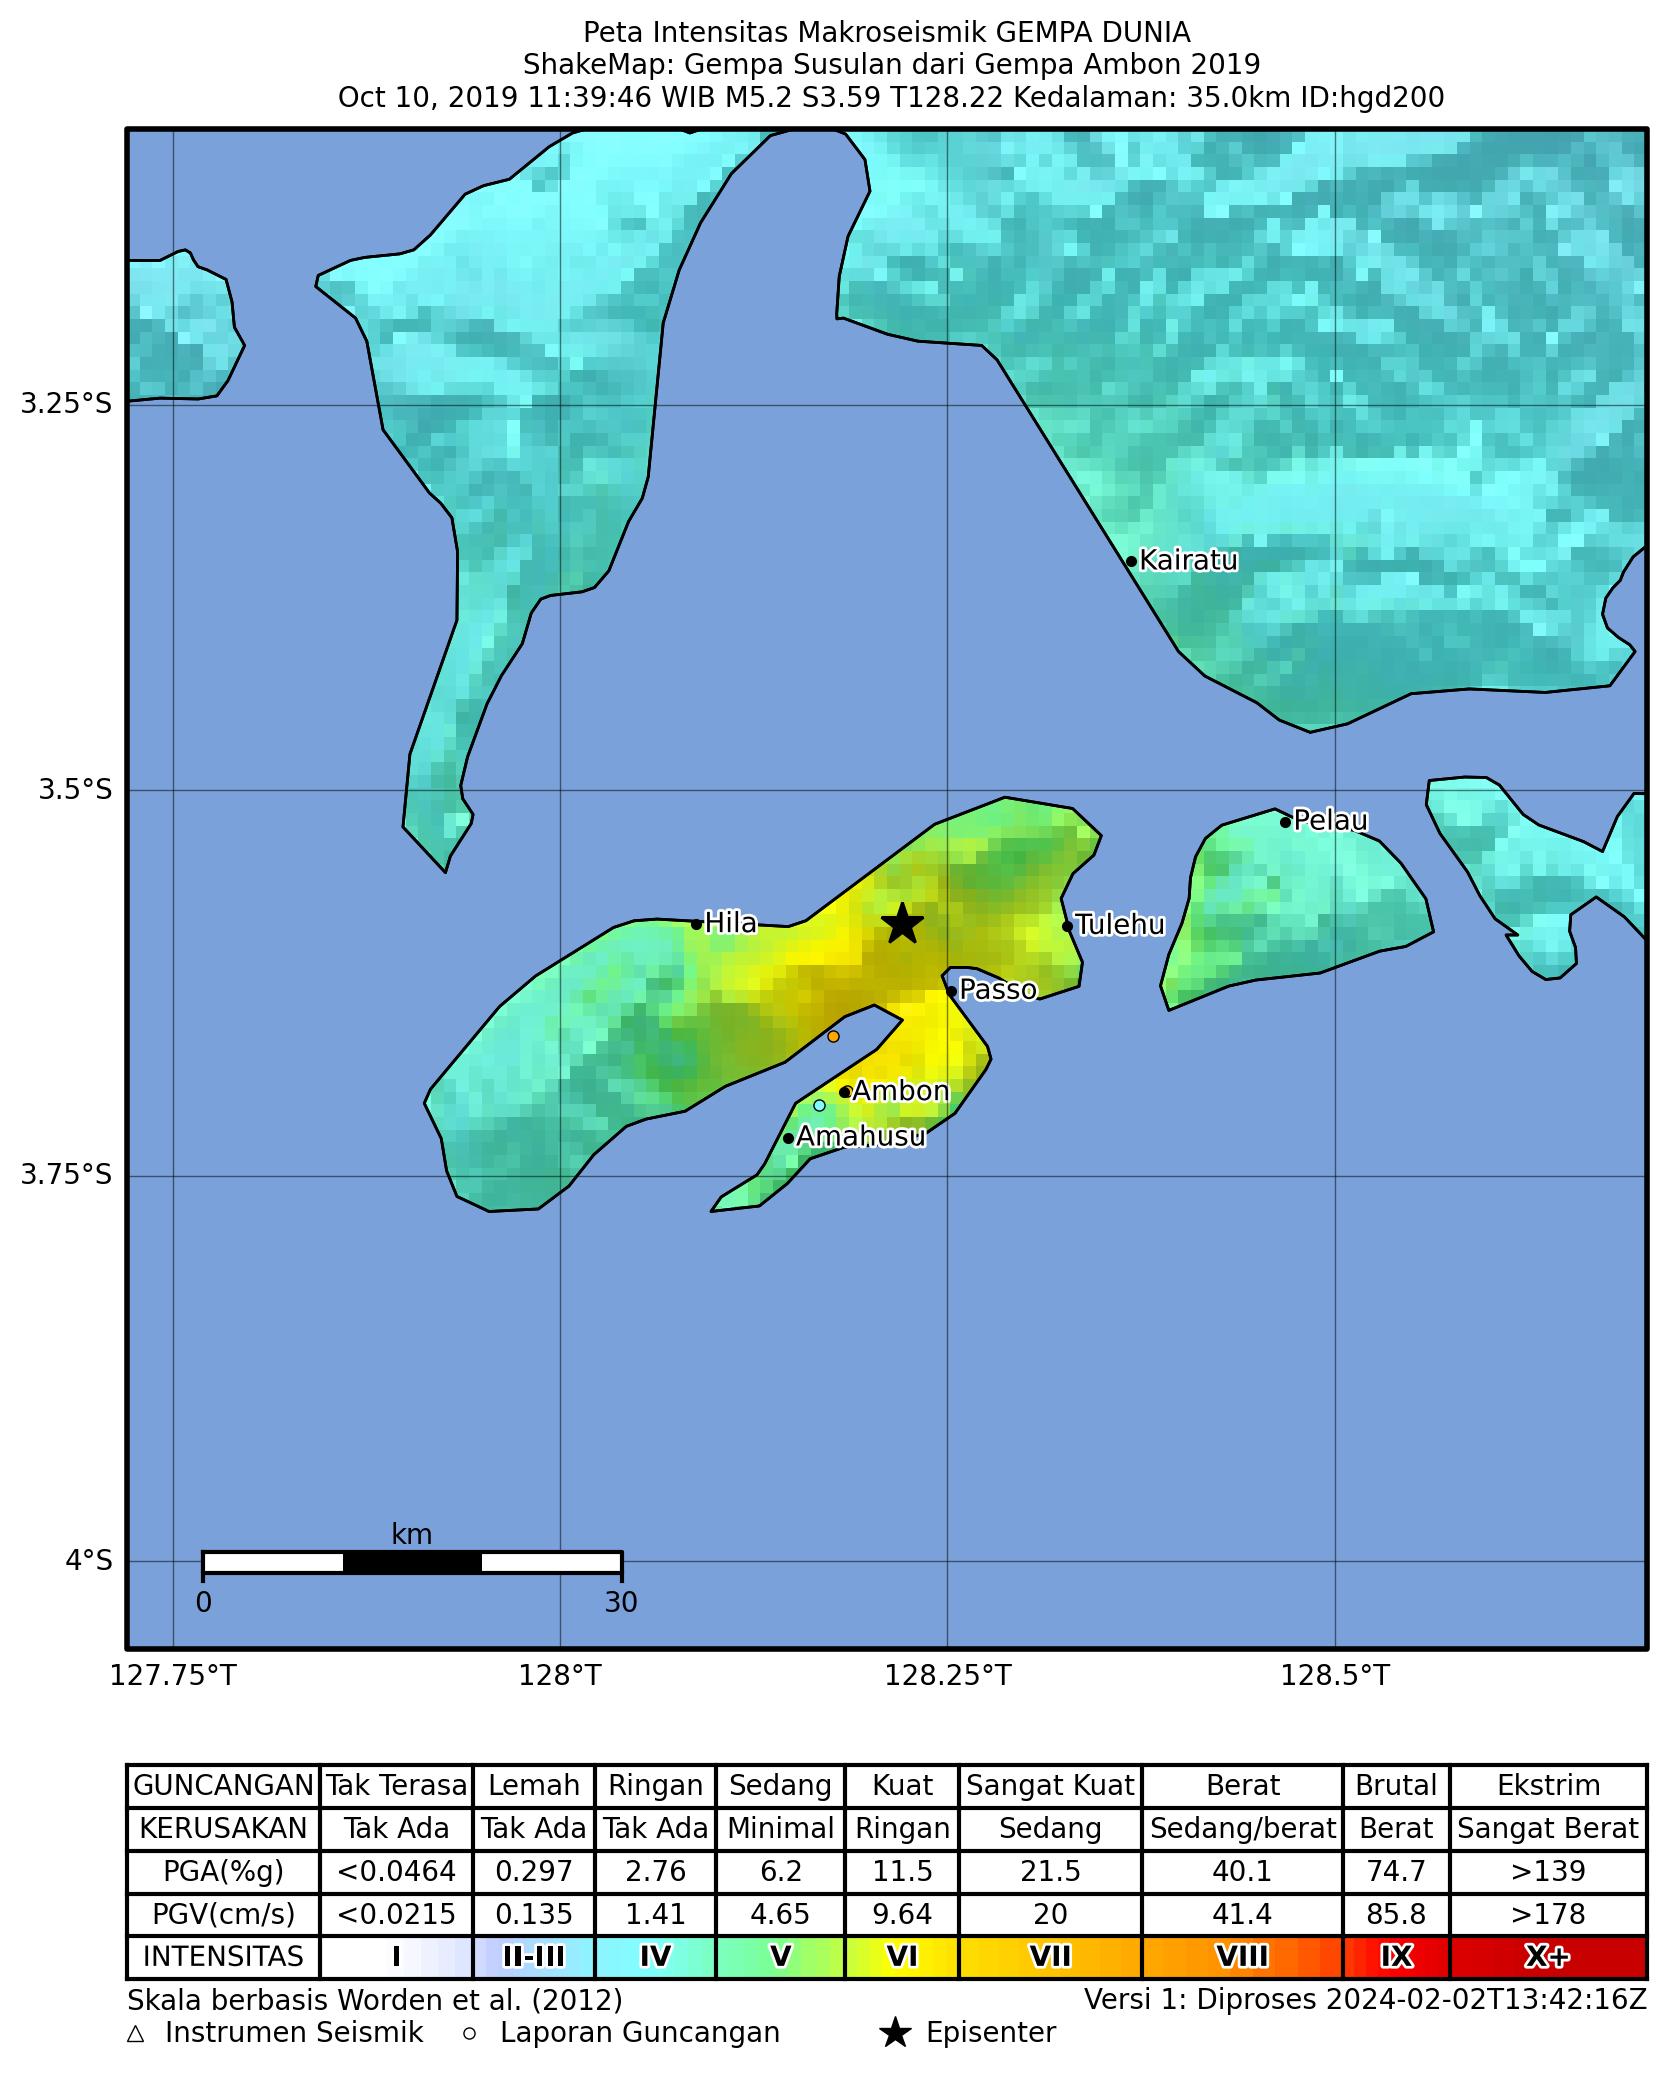 Peta Intensitas Makroseismik GEMPA DUNIA
ShakeMap: Gempa Susulan dari Gempa Ambon 2019
Oct 10, 2019 11:39:46 WIB M5.2 S3.59 T128.22 Kedalaman: 35.0km ID:hgd200
3.25°S
Kairatu
3.5°S
Pelau
Hila
Tulehu
Passo
Ambon
Amahusu
3.75°S
km
4°S
0 30
127.75°T 128°T 128.25°T 128.5°T
GUNCANGAN Tak Terasa Lemah Ringan Sedang Kuat Sangat Kuat Berat Brutal Ekstrim
KERUSAKAN Tak Ada Tak Ada Tak Ada Minimal Ringan Sedang Sedang/berat Berat Sangat Berat
PGA(%g) <0.0464 0.297 2.76 6.2 11.5 21.5 40.1 74.7 >139
PGV(cm/s) <0.0215 0.135 1.41 4.65 9.64 20 41.4 85.8 >178
INTENSITAS I II-III IV V VI VII VIII IX X+
Skala berbasis Worden et al. (2012) Versi 1: Diproses 2024-02-02T13:42:16Z
Instrumen Seismik Laporan Guncangan Episenter